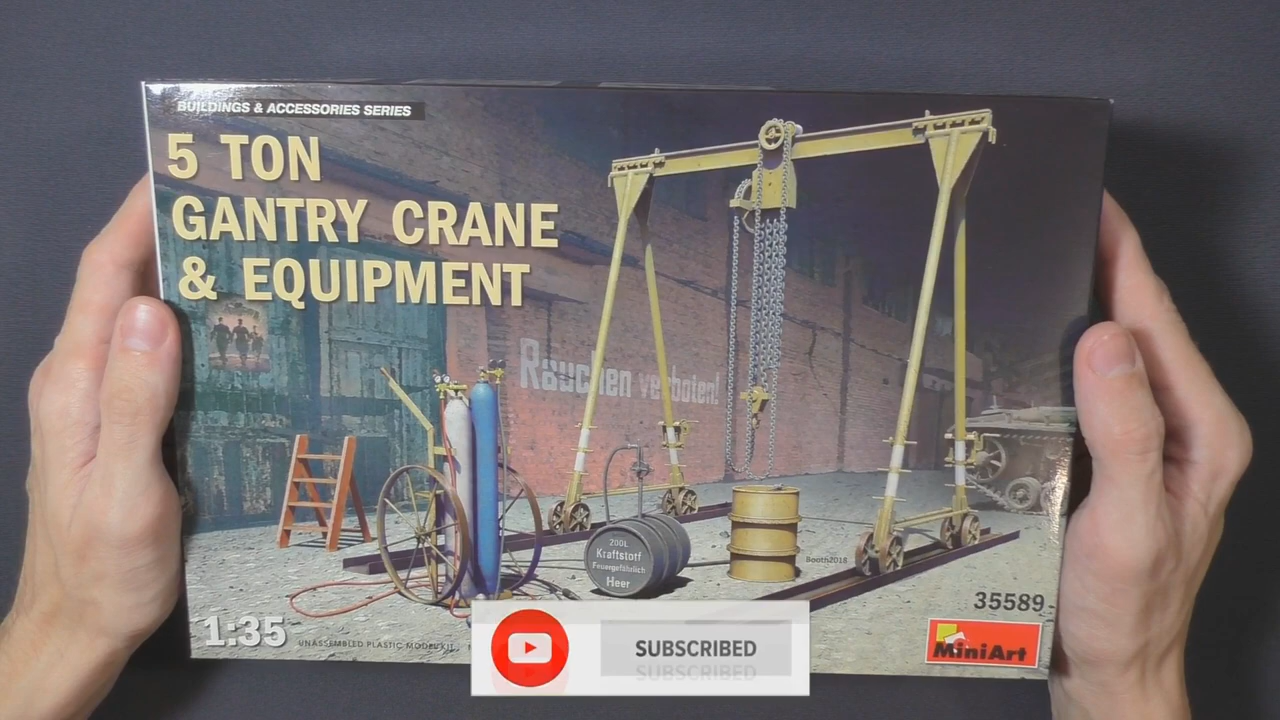 BUILDINGS & ACCESSORIES SERIES
5 TON
GANTRY CRANE
& EQUIPMENT
Rauchen verboten!
200L
Kraftstoff
Feuergefährlich
Heer
Booth2018
35589
1:35
UNASSEMBLED PLASTIC MODEL KIT
MiniArt
SUBSCRIBED